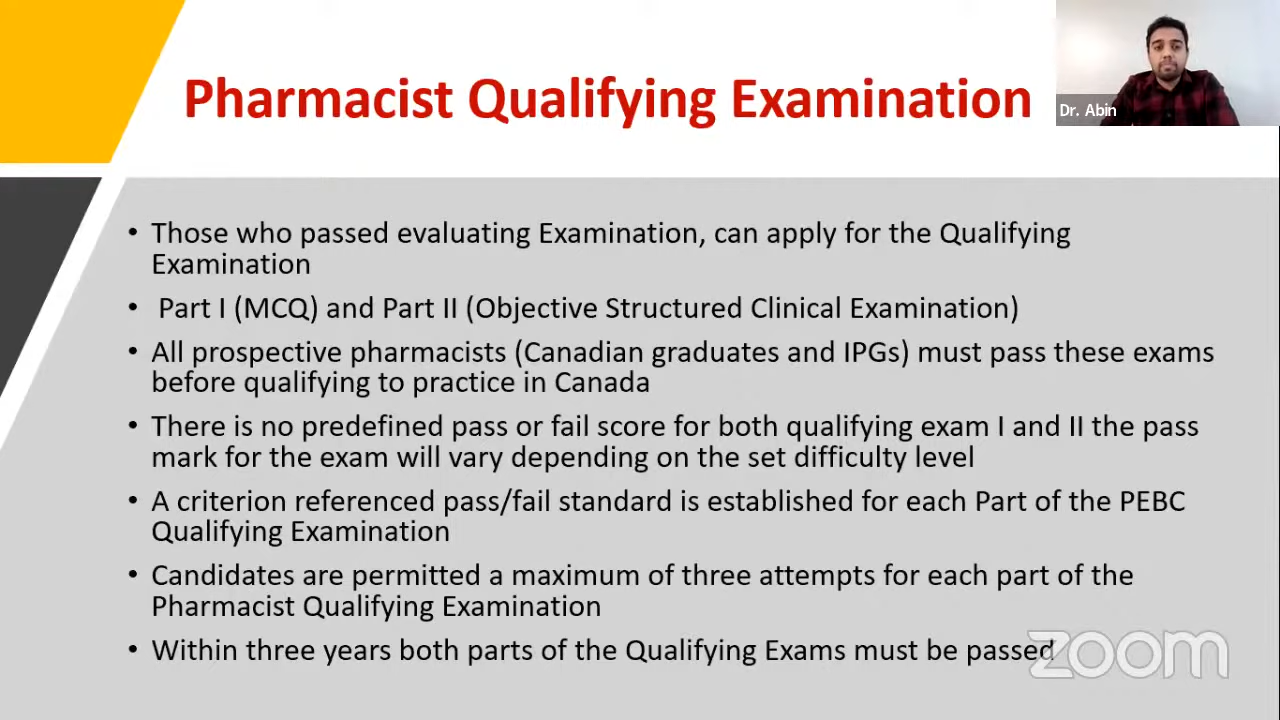 Pharmacist Qualifying Examination
Dr. Abin
• Those who passed evaluating Examination, can apply for the Qualifying
Examination
• Part I (MCQ) and Part II (Objective Structured Clinical Examination)
• All prospective pharmacists (Canadian graduates and IPGs) must pass these exams
before qualifying to practice in Canada
• There is no predefined pass or fail score for both qualifying exam I and II the pass
mark for the exam will vary depending on the set difficulty level
• A criterion referenced pass/fail standard is established for each Part of the PEBC
Qualifying Examination
• Candidates are permitted a maximum of three attempts for each part of the
Pharmacist Qualifying Examination
• Within three years both parts of the Qualifying Exams must be passed
zoom